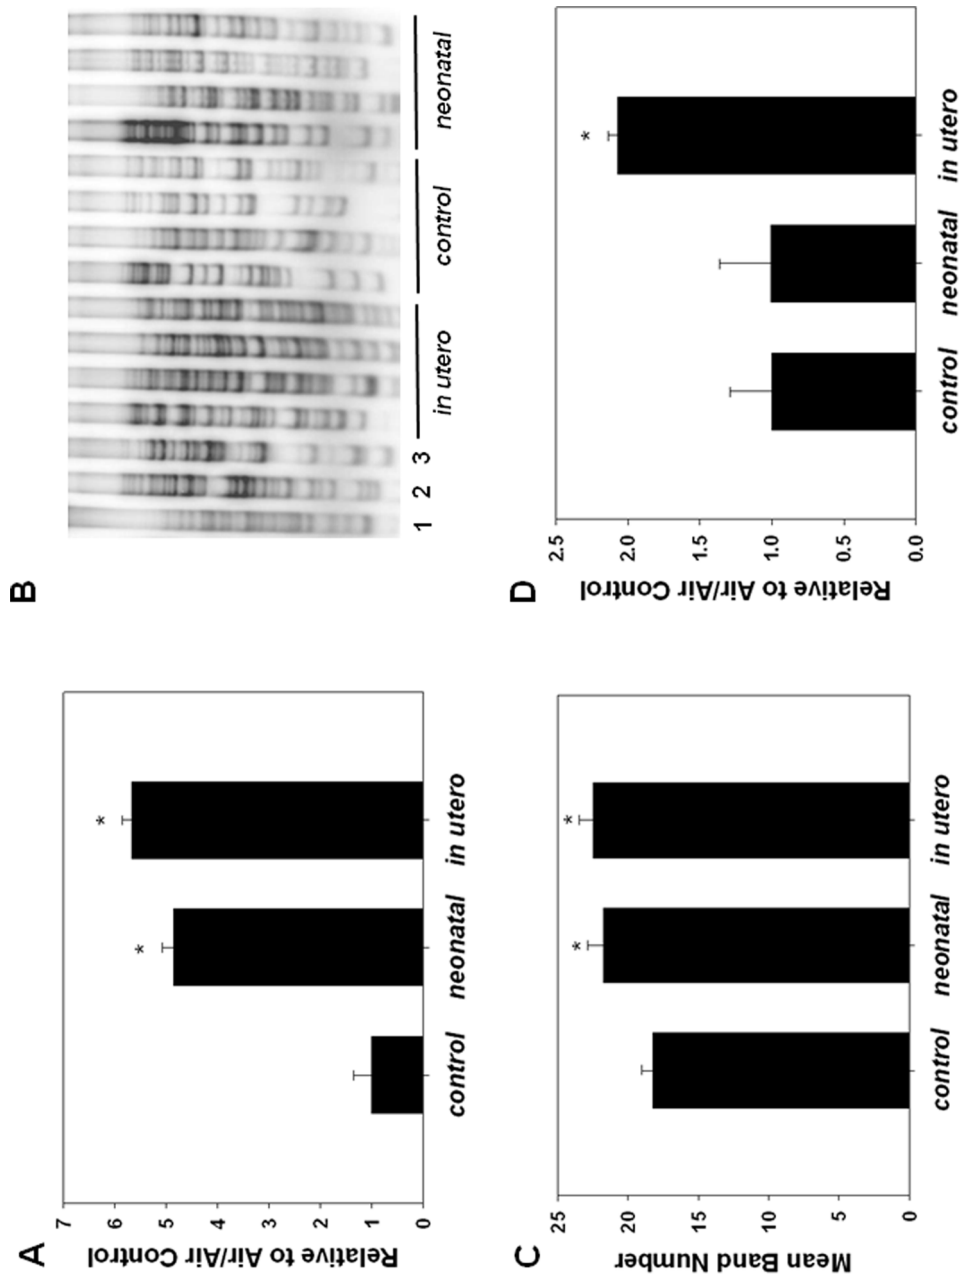 A
Relative to Air/Air Control
7
6
5
4
3
2
1
0
*
*
control
neonatal
in utero
B
1 2 3
in utero
control
neonatal
C
Mean Band Number
25
20
15
10
5
0
*
*
control
neonatal
in utero
D
Relative to Air/Air Control
2.5
2.0
1.5
1.0
0.5
0.0
*
control
neonatal
in utero